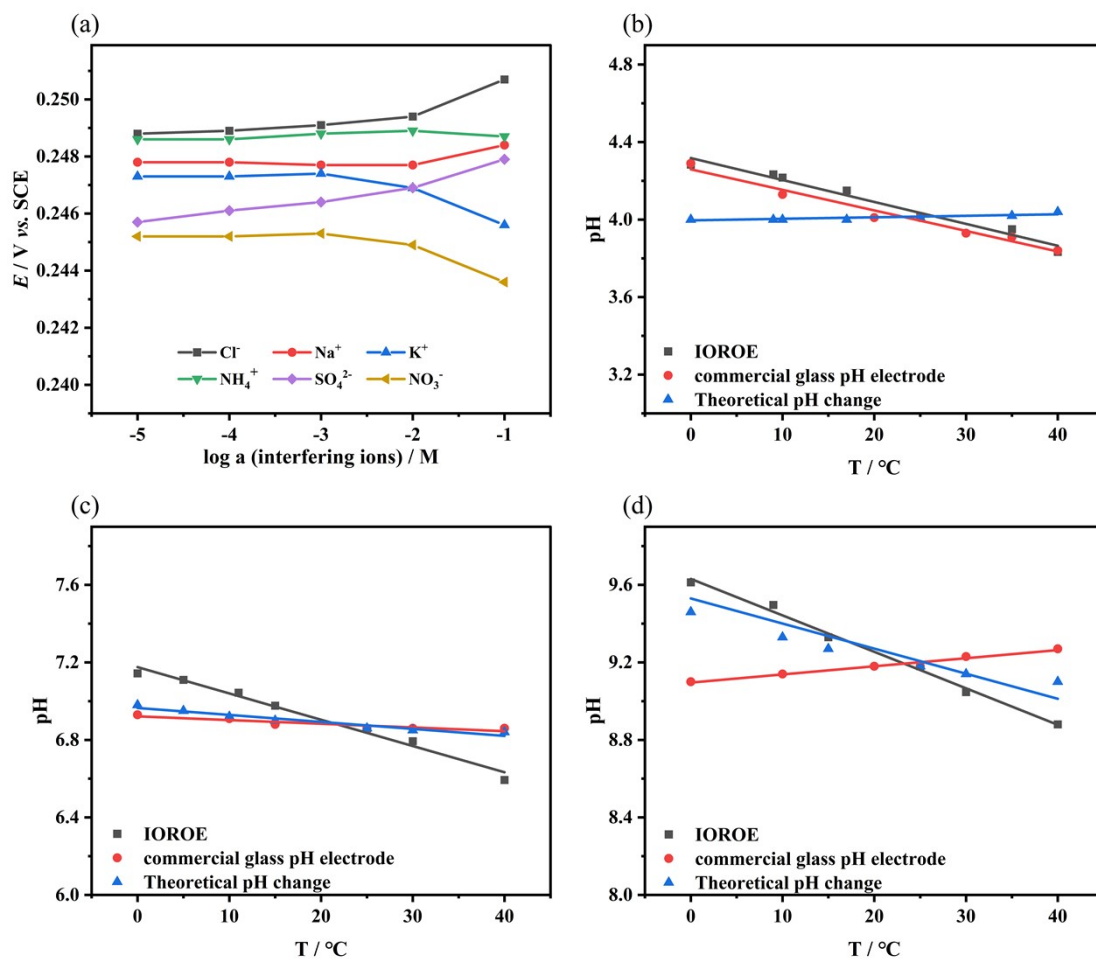 (a)
E / V vs. SCE
0.250
0.248
0.246
0.244
0.242
0.240
Cl⁻ Na⁺ K⁺
NH₄⁺ SO₄²⁻ NO₃⁻
-5 -4 -3 -2 -1
log a (interfering ions) / M
(b)
pH
4.8
4.4
4.0
3.6
3.2
IOROE
commercial glass pH electrode
Theoretical pH change
0 10 20 30 40
T / °C
(c)
pH
7.6
7.2
6.8
6.4
6.0
IOROE
commercial glass pH electrode
Theoretical pH change
0 10 20 30 40
T / °C
(d)
pH
9.6
9.2
8.8
8.4
8.0
IOROE
commercial glass pH electrode
Theoretical pH change
0 10 20 30 40
T / °C